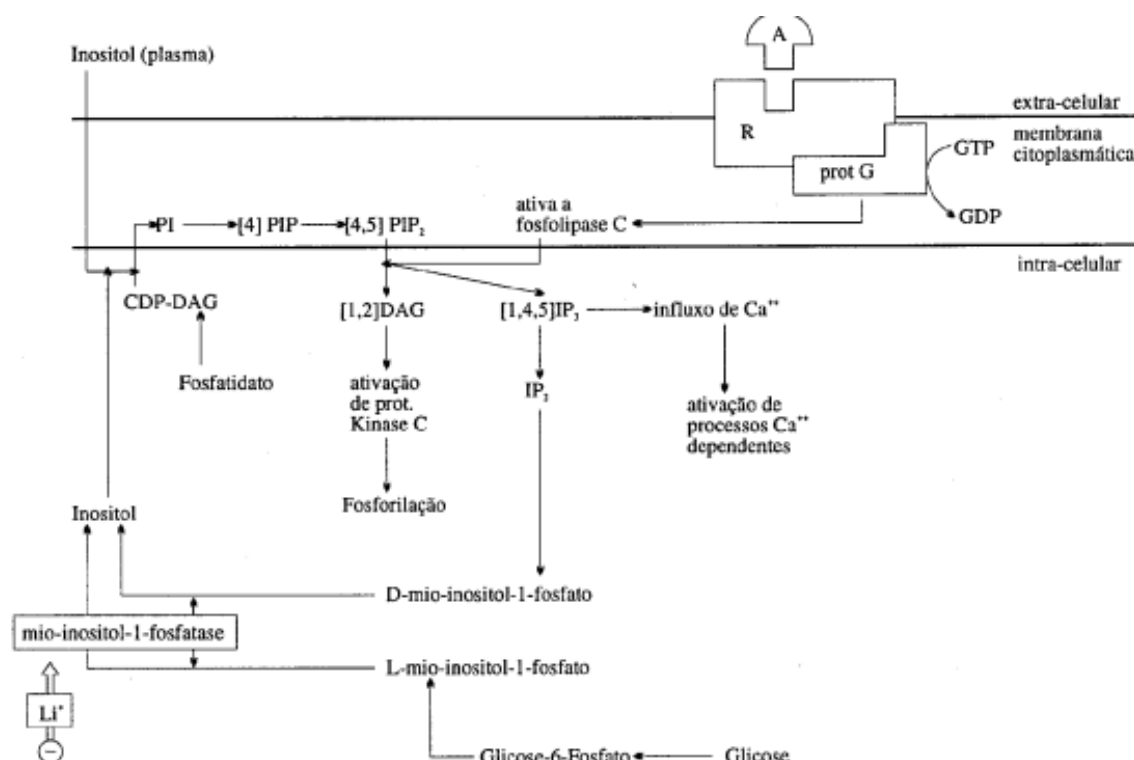 A
Inositol (plasma)
extra-celular
R
membrana
citoplasmática
GTP
prot G
ativa a
fosfolipase C
GDP
PI
[4] PIP
[4,5] PIP₂
intra-celular
CDP-DAG
[1,2]DAG
[1,4,5]IP₃
influxo de Ca⁺⁺
Fosfatidato
ativação
de prot.
Kinase C
IP₂
ativação de
processos Ca⁺⁺
dependentes
Fosforilação
Inositol
D-mio-inositol-1-fosfato
mio-inositol-1-fosfatase
L-mio-inositol-1-fosfato
Li⁺
−
Glicose-6-Fosfato
Glicose